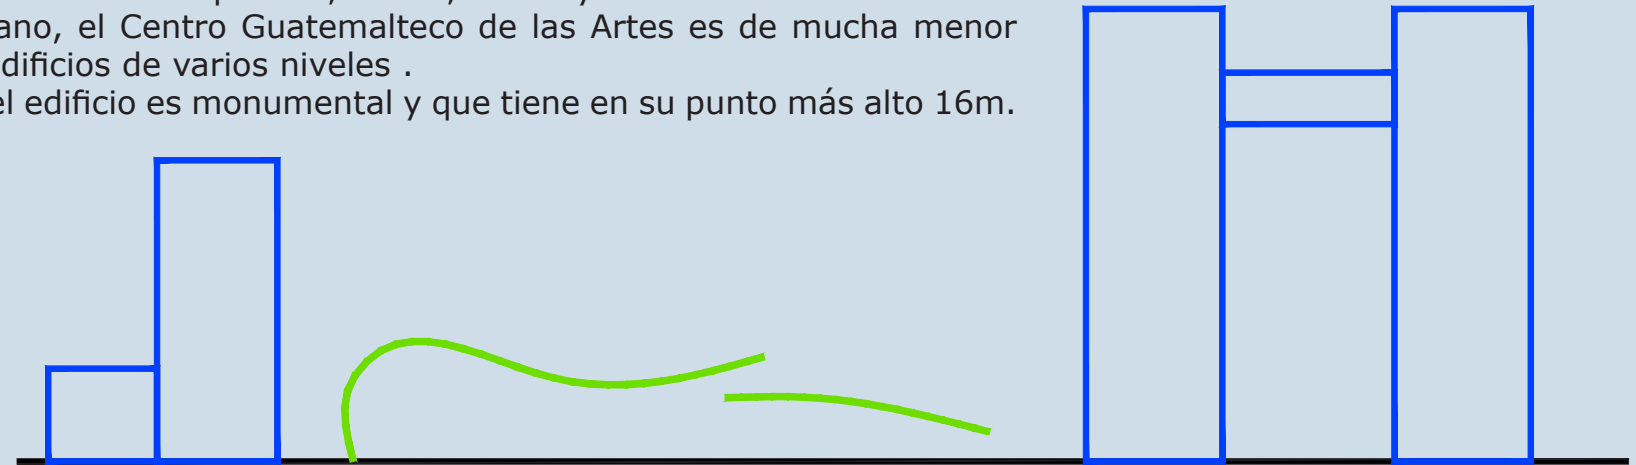 ano, el Centro Guatemalteco de las Artes es de mucha menor
dificios de varios niveles .
el edificio es monumental y que tiene en su punto más alto 16m.